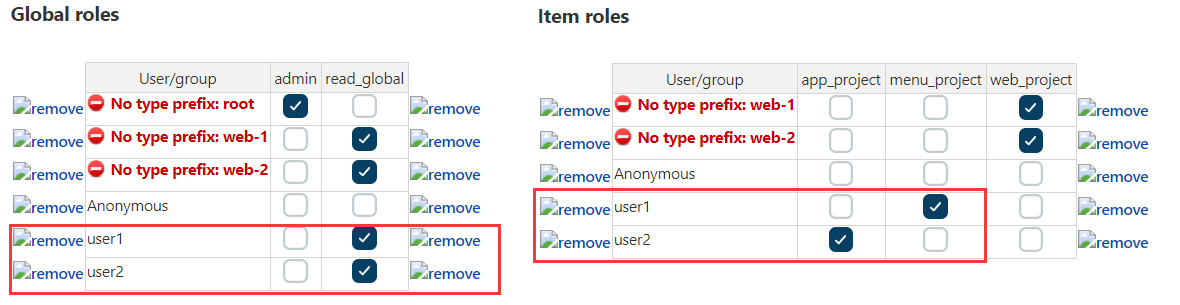 Global roles
User/group admin read_global
remove No type prefix: root remove
remove No type prefix: web-1 remove
remove No type prefix: web-2 remove
remove Anonymous remove
remove user1 remove
remove user2 remove
Item roles
User/group app_project menu_project web_project
remove No type prefix: web-1 remove
remove No type prefix: web-2 remove
remove Anonymous remove
remove user1 remove
remove user2 remove